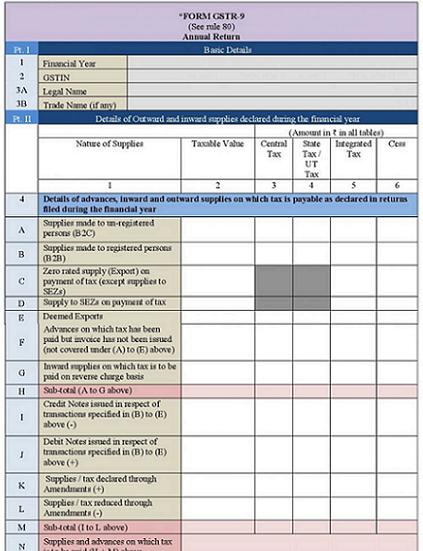 *FORM GSTR-9
(See rule 80)
Annual Return
Pt. I Basic Details
1 Financial Year
2 GSTIN
3A Legal Name
3B Trade Name (if any)
Pt. II Details of Outward and inward supplies declared during the financial year
(Amount in ₹ in all tables)
Nature of Supplies Taxable Value Central Tax State Tax / UT Tax Integrated Tax Cess
1 2 3 4 5 6
4 Details of advances, inward and outward supplies on which tax is payable as declared in returns
filed during the financial year
A Supplies made to un-registered
persons (B2C)
B Supplies made to registered persons
(B2B)
C Zero rated supply (Export) on
payment of tax (except supplies to
SEZs)
D Supply to SEZs on payment of tax
E Deemed Exports
F Advances on which tax has been
paid but invoice has not been issued
(not covered under (A) to (E) above)
G Inward supplies on which tax is to be
paid on reverse charge basis
H Sub-total (A to G above)
I Credit Notes issued in respect of
transactions specified in (B) to (E)
above (-)
J Debit Notes issued in respect of
transactions specified in (B) to (E)
above (+)
K Supplies / tax declared through
Amendments (+)
L Supplies / tax reduced through
Amendments (-)
M Sub-total (I to L above)
N Supplies and advances on which tax